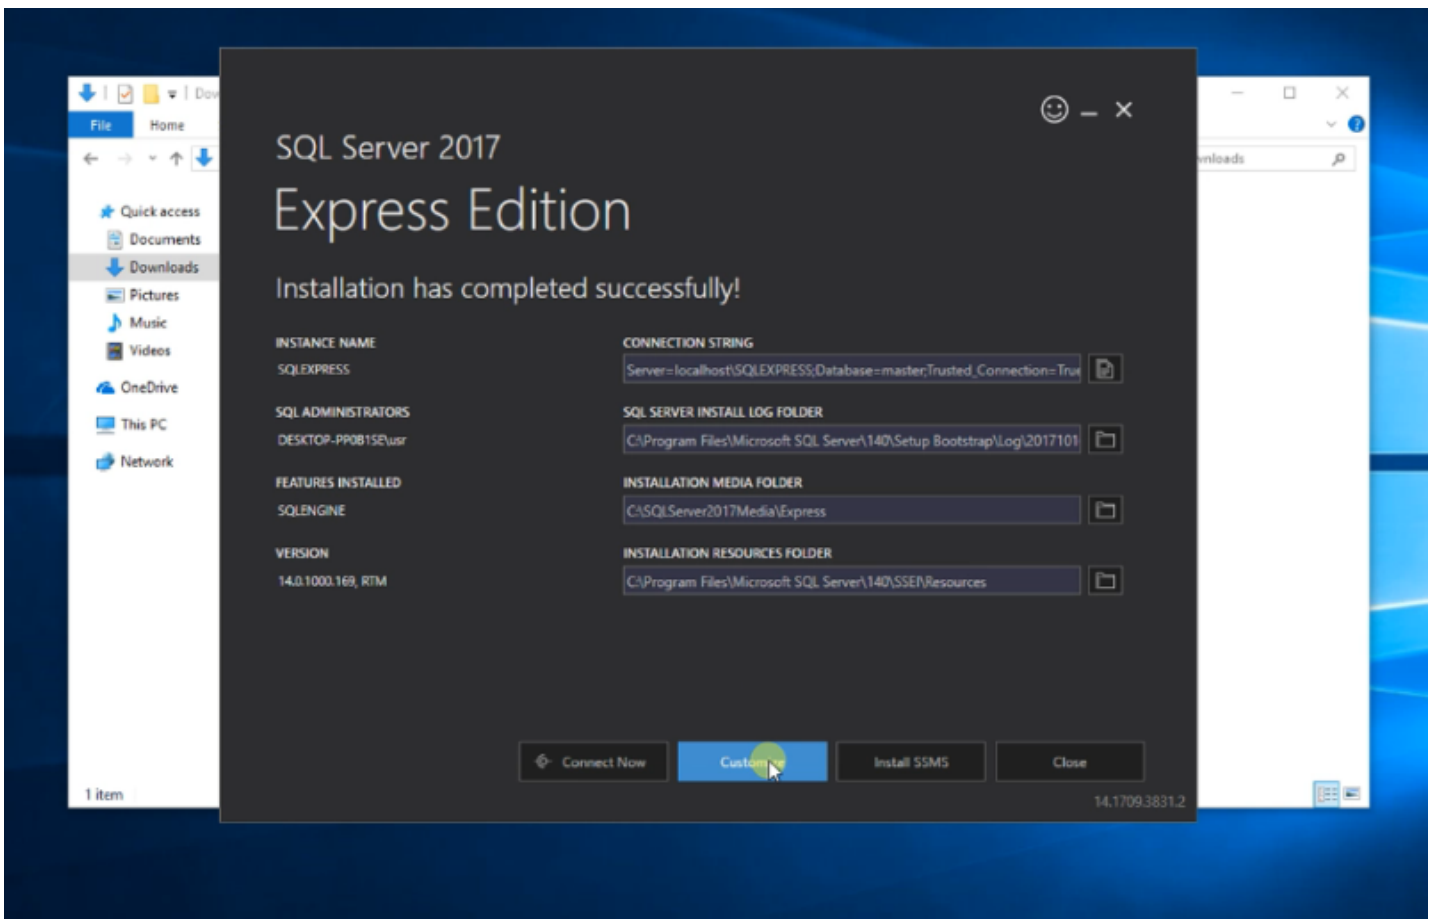 Dow
File
Home
wnloads
Quick access
Documents
Downloads
Pictures
Music
Videos
OneDrive
This PC
Network
1 item
SQL Server 2017
Express Edition
Installation has completed successfully!
INSTANCE NAME
SQLEXPRESS
SQL ADMINISTRATORS
DESKTOP-PP0B1SE\usr
FEATURES INSTALLED
SQLENGINE
VERSION
14.0.1000.169, RTM
CONNECTION STRING
Server=localhost\SQLEXPRESS;Database=master;Trusted_Connection=True
SQL SERVER INSTALL LOG FOLDER
C:\Program Files\Microsoft SQL Server\140\Setup Bootstrap\Log\2017101
INSTALLATION MEDIA FOLDER
C:\SQLServer2017Media\Express
INSTALLATION RESOURCES FOLDER
C:\Program Files\Microsoft SQL Server\140\SSEI\Resources
Connect Now
Customize
Install SSMS
Close
14.1709.3831.2